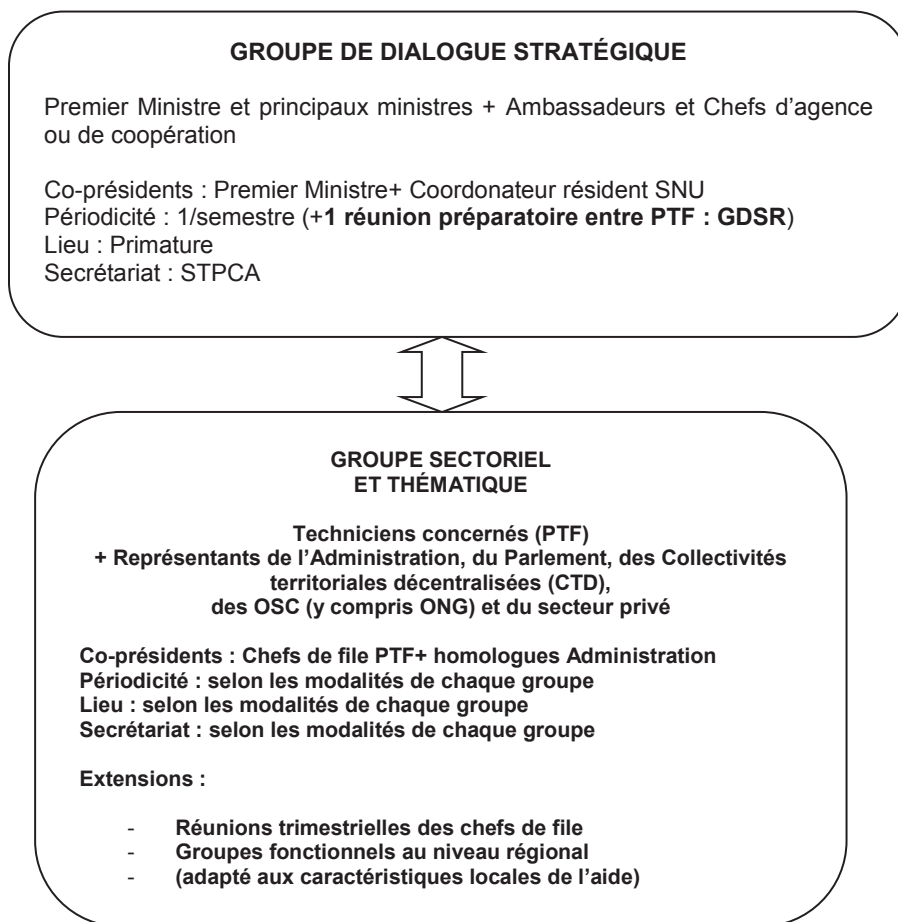 GROUPE DE DIALOGUE STRATÉGIQUE
Premier Ministre et principaux ministres + Ambassadeurs et Chefs d’agence
ou de coopération
Co-présidents : Premier Ministre+ Coordonateur résident SNU
Périodicité : 1/semestre (+1 réunion préparatoire entre PTF : GDSR)
Lieu : Primature
Secrétariat : STPCA
GROUPE SECTORIEL
ET THÉMATIQUE
Techniciens concernés (PTF)
+ Représentants de l’Administration, du Parlement, des Collectivités
territoriales décentralisées (CTD),
des OSC (y compris ONG) et du secteur privé
Co-présidents : Chefs de file PTF+ homologues Administration
Périodicité : selon les modalités de chaque groupe
Lieu : selon les modalités de chaque groupe
Secrétariat : selon les modalités de chaque groupe
Extensions :
- Réunions trimestrielles des chefs de file
- Groupes fonctionnels au niveau régional
- (adapté aux caractéristiques locales de l’aide)